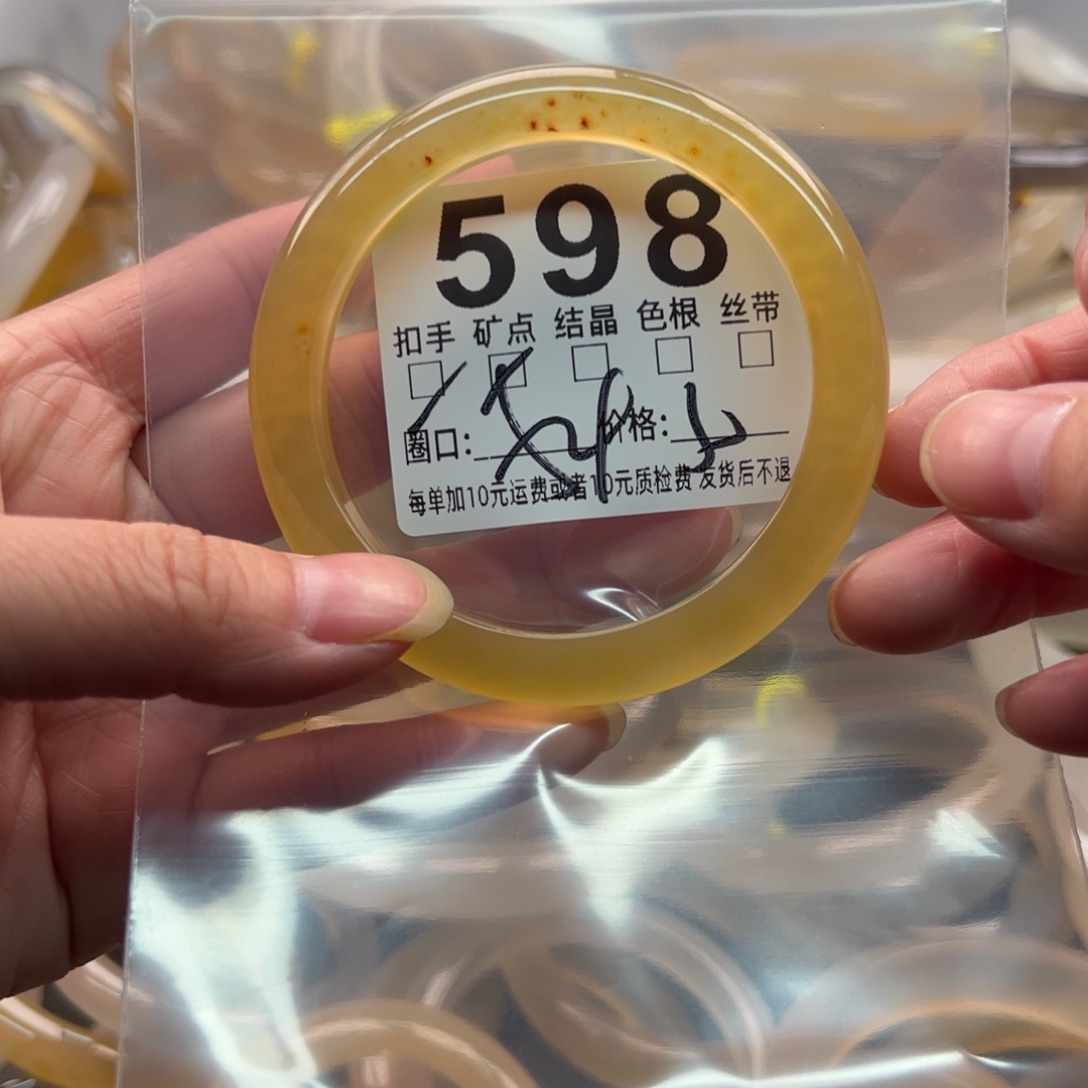 598
扣手 矿点 结晶 色根 丝带
圈口: 价格:
每单加10元运费或者10元质检费 发货后不退